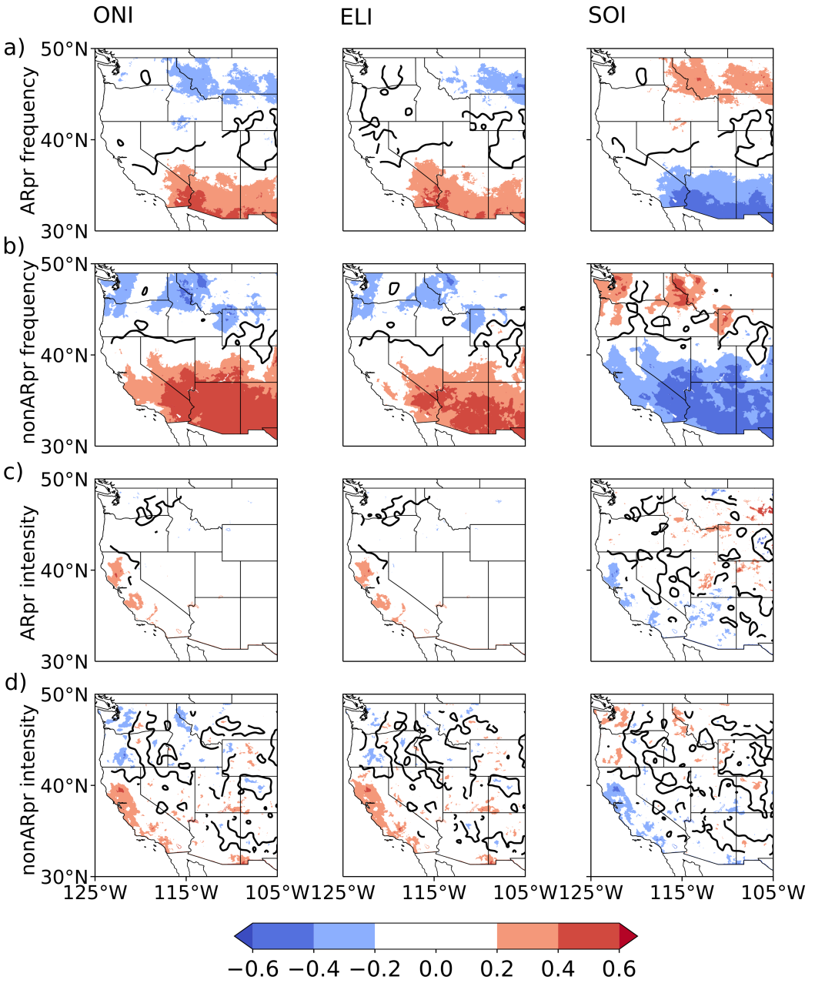 ONI ELI SOI
a) 50°N
ARpr frequency
40°N
30°N
b) 50°N
nonARpr frequency
40°N
30°N
c) 50°N
ARpr intensity
40°N
30°N
d) 50°N
nonARpr intensity
40°N
30°N
125°W 115°W 105°W 125°W 115°W 105°W 125°W 115°W 105°W
−0.6 −0.4 −0.2 0.0 0.2 0.4 0.6